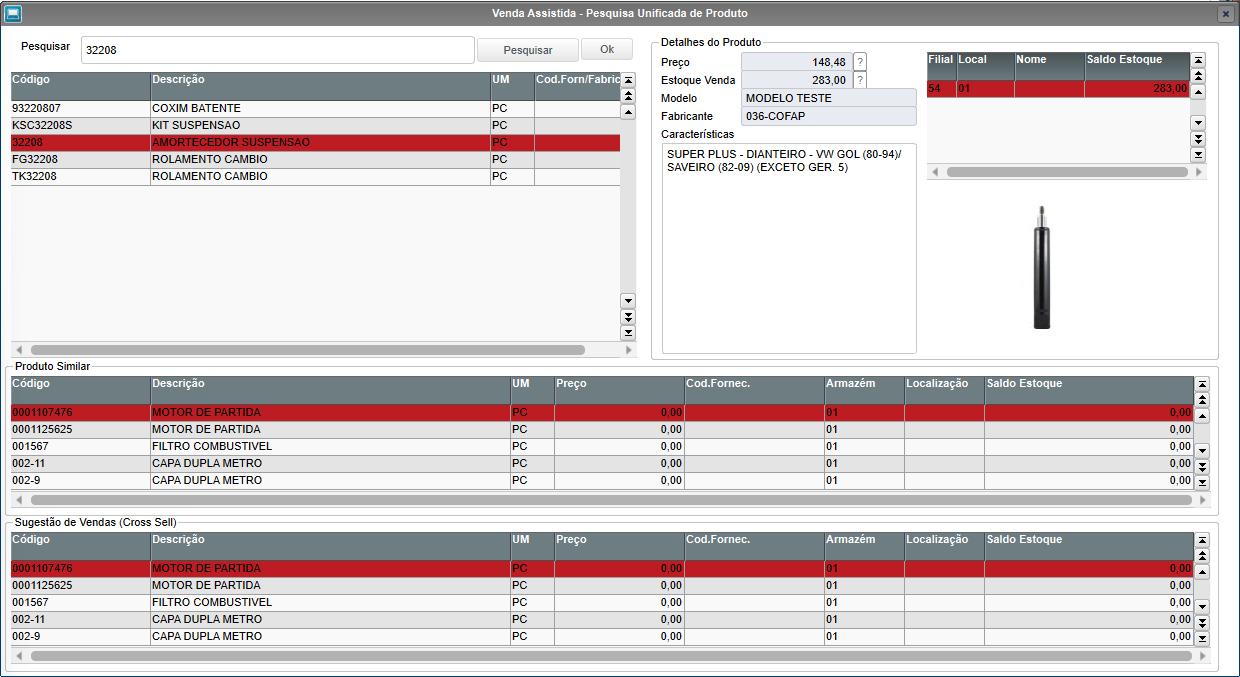 Venda Assistida - Pesquisa Unificada de Produto
Pesquisar 32208 Pesquisar Ok
Código Descrição UM Cod.Forn/Fabric
93220807 COXIM BATENTE PC
KSC32208S KIT SUSPENSAO PC
32208 AMORTECEDOR SUSPENSAO PC
FG32208 ROLAMENTO CAMBIO PC
TK32208 ROLAMENTO CAMBIO PC
Detalhes do Produto
Preço 148,48 ?
Estoque Venda 283,00 ?
Modelo MODELO TESTE
Fabricante 036-COFAP
Características
SUPER PLUS - DIANTEIRO - VW GOL (80-94)/
SAVEIRO (82-09) (EXCETO GER. 5)
Filial Local Nome Saldo Estoque
54 01 283,00
Produto Similar
Código Descrição UM Preço Cod.Fornec. Armazém Localização Saldo Estoque
0001107476 MOTOR DE PARTIDA PC 0,00 01 0,00
0001125625 MOTOR DE PARTIDA PC 0,00 01 0,00
001567 FILTRO COMBUSTIVEL PC 0,00 01 0,00
002-11 CAPA DUPLA METRO PC 0,00 01 0,00
002-9 CAPA DUPLA METRO PC 0,00 01 0,00
Sugestão de Vendas (Cross Sell)
Código Descrição UM Preço Cod.Fornec. Armazém Localização Saldo Estoque
0001107476 MOTOR DE PARTIDA PC 0,00 01 0,00
0001125625 MOTOR DE PARTIDA PC 0,00 01 0,00
001567 FILTRO COMBUSTIVEL PC 0,00 01 0,00
002-11 CAPA DUPLA METRO PC 0,00 01 0,00
002-9 CAPA DUPLA METRO PC 0,00 01 0,00